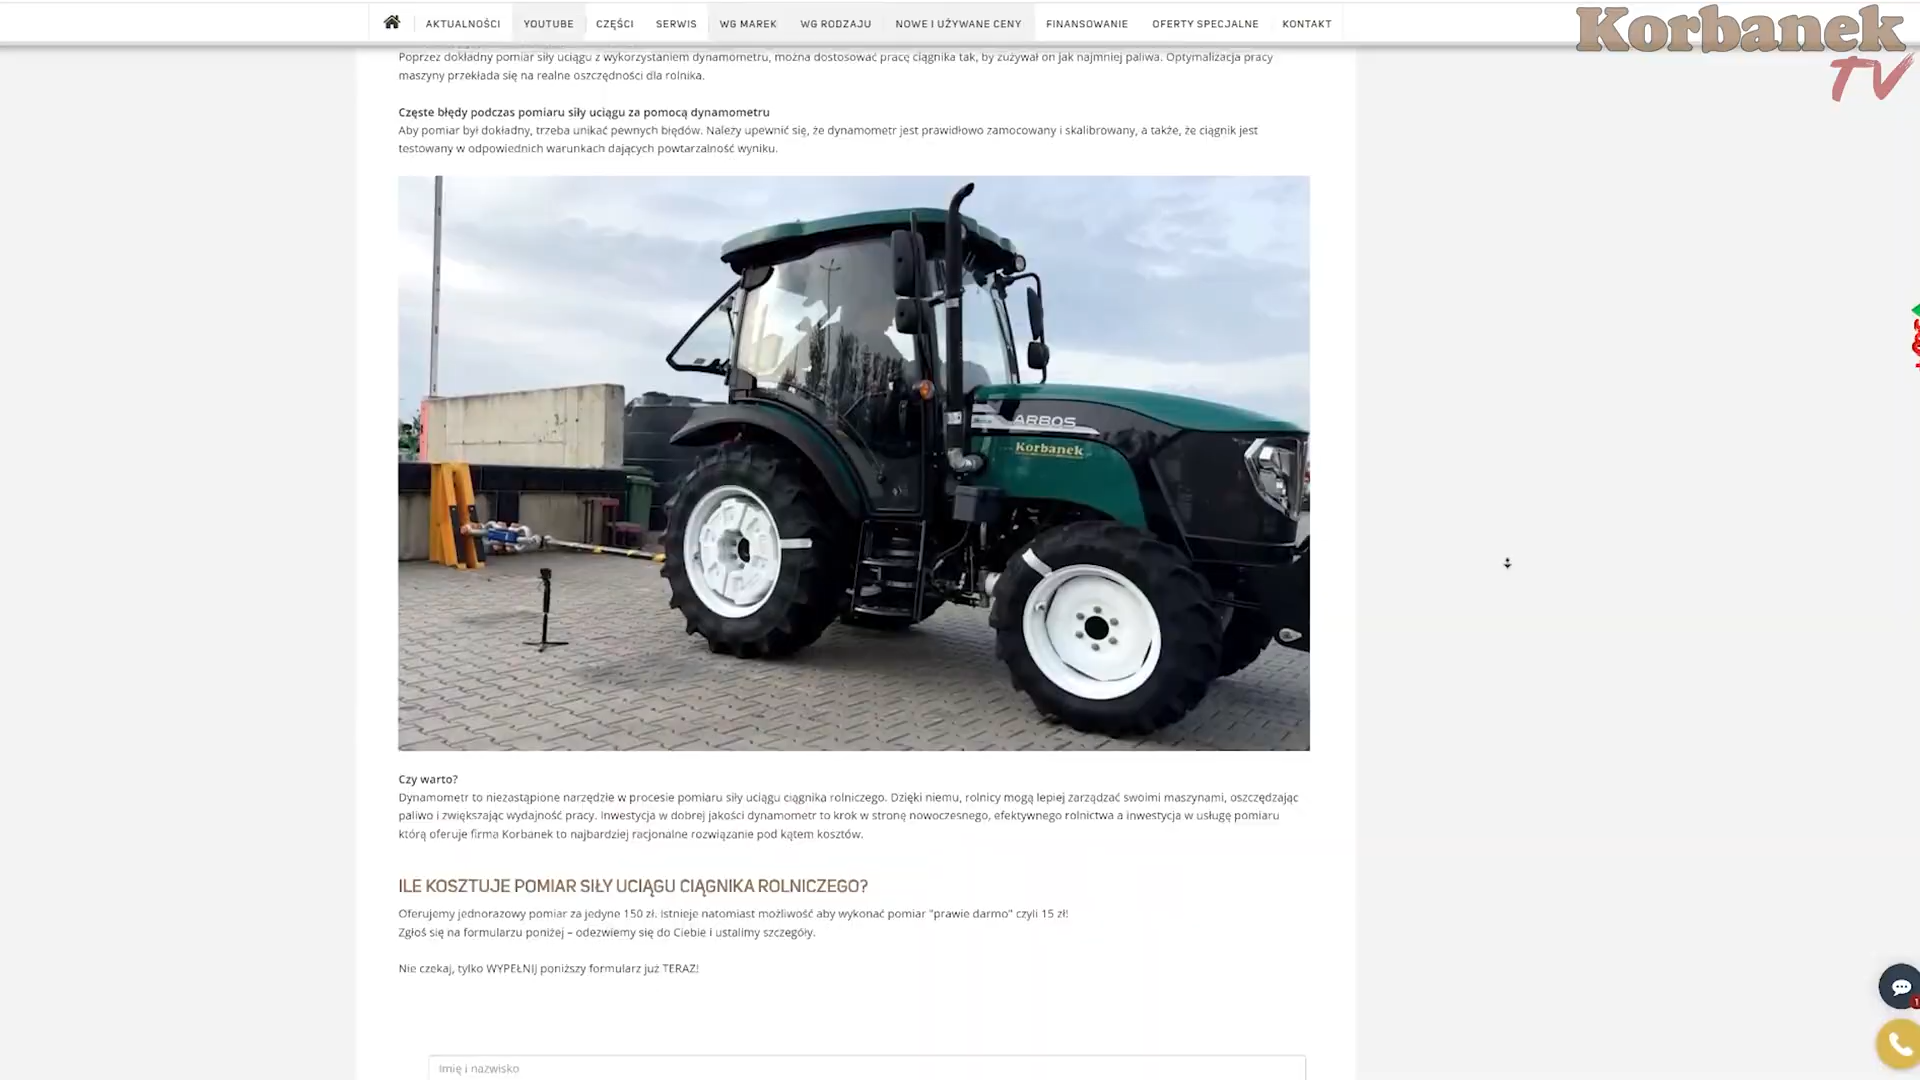 AKTUALNOŚCI YOUTUBE CZĘŚCI SERWIS WG MAREK WG RODZAJU NOWE I UŻYWANE CENY FINANSOWANIE OFERTY SPECJALNE KONTAKT
Korbanek
TV
Poprzez dokładny pomiar siły uciągu z wykorzystaniem dynamometru, można dostosować pracę ciągnika tak, by zużywał on jak najmniej paliwa. Optymalizacja pracy
maszyny przekłada się na realne oszczędności dla rolnika.
Częste błędy podczas pomiaru siły uciągu za pomocą dynamometru
Aby pomiar był dokładny, trzeba unikać pewnych błędów. Należy upewnić się, że dynamometr jest prawidłowo zamocowany i skalibrowany, a także, że ciągnik jest
testowany w odpowiednich warunkach dających powtarzalność wyniku.
ARBOS
Korbanek
Czy warto?
Dynamometr to niezastąpione narzędzie w procesie pomiaru siły uciągu ciągnika rolniczego. Dzięki niemu, rolnicy mogą lepiej zarządzać swoimi maszynami, oszczędzając
paliwo i zwiększając wydajność pracy. Inwestycja w dobrej jakości dynamometr to krok w stronę nowoczesnego, efektywnego rolnictwa a inwestycja w usługę pomiaru
którą oferuje firma Korbanek to najbardziej racjonalne rozwiązanie pod kątem kosztów.
ILE KOSZTUJE POMIAR SIŁY UCIĄGU CIĄGNIKA ROLNICZEGO?
Oferujemy jednorazowy pomiar za jedyne 150 zł. Istnieje natomiast możliwość aby wykonać pomiar "prawie darmo" czyli 15 zł!
Zgłoś się na formularzu poniżej – odezwiemy się do Ciebie i ustalimy szczegóły.
Nie czekaj, tylko WYPEŁNIJ poniższy formularz już TERAZ!
1
Imię i nazwisko